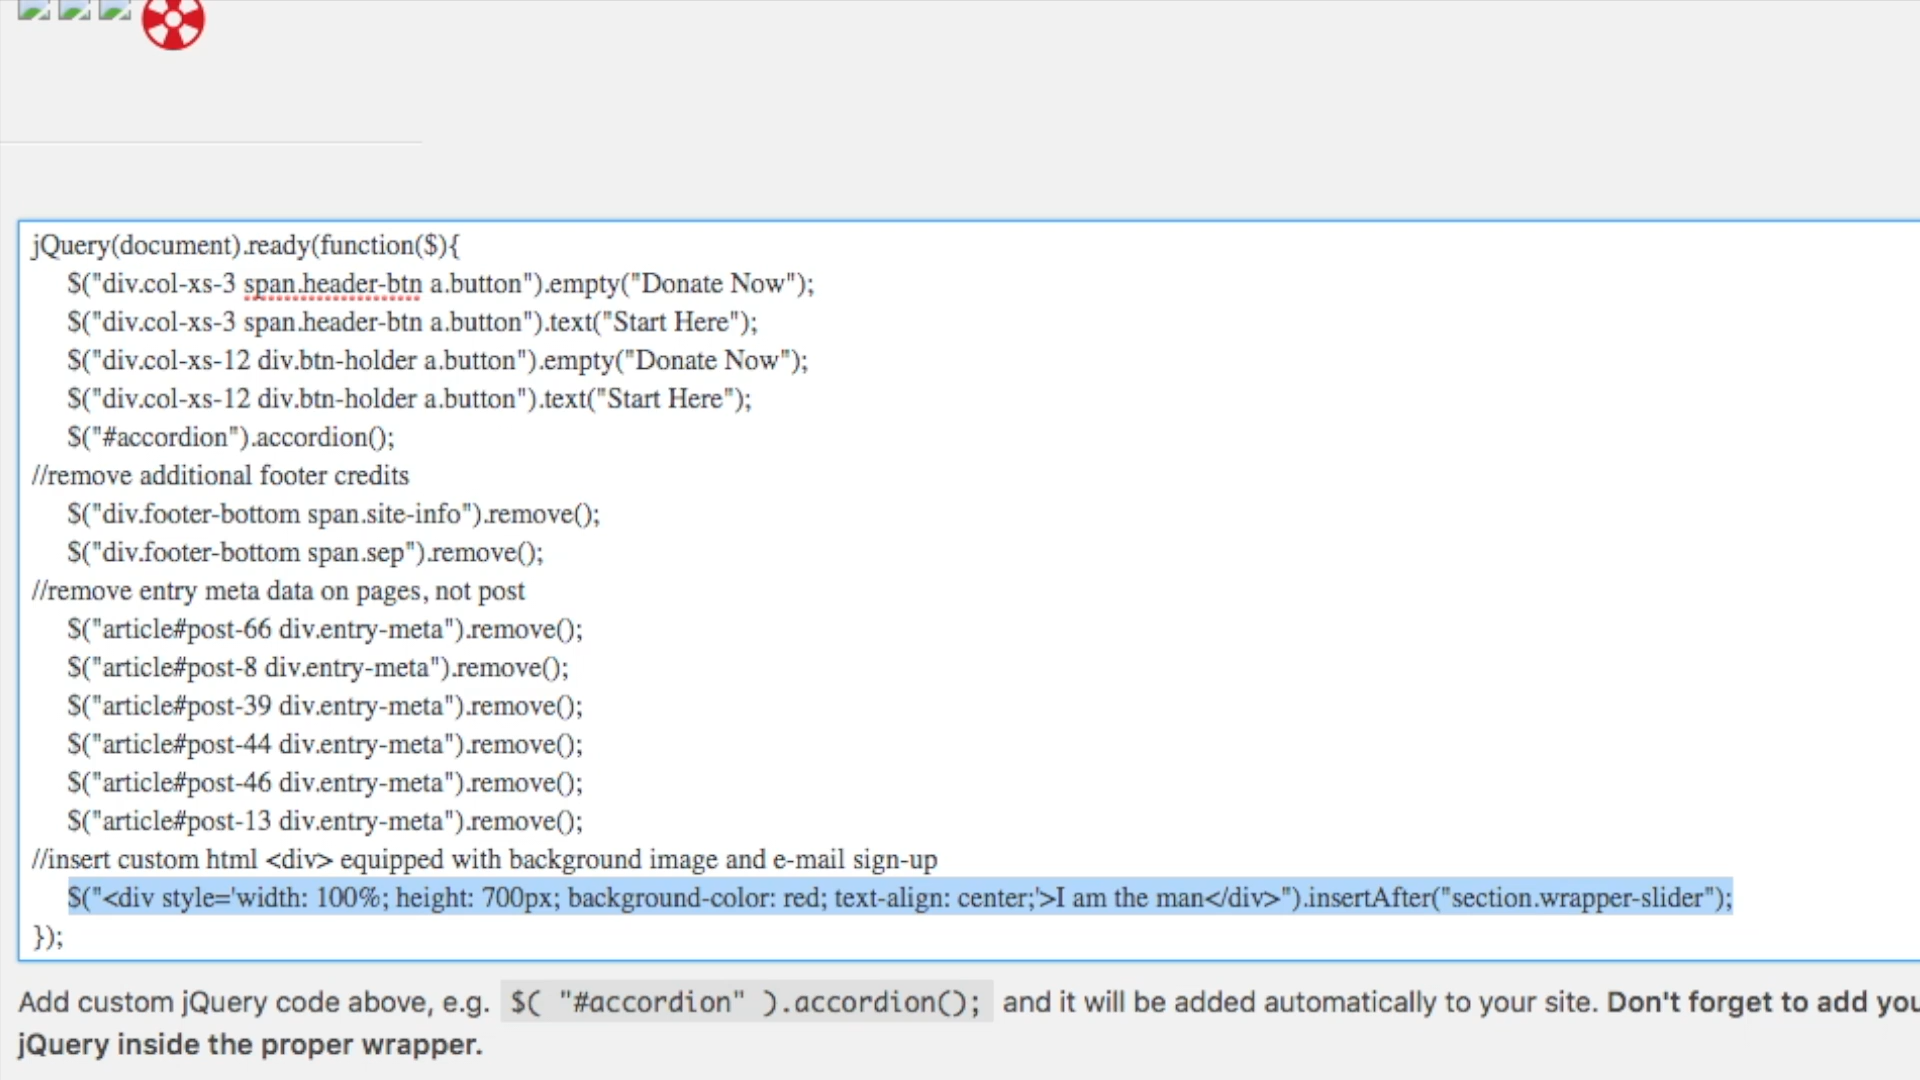 jQuery(document).ready(function($){
$("div.col-xs-3 span.header-btn a.button").empty("Donate Now");
$("div.col-xs-3 span.header-btn a.button").text("Start Here");
$("div.col-xs-12 div.btn-holder a.button").empty("Donate Now");
$("div.col-xs-12 div.btn-holder a.button").text("Start Here");
$("#accordion").accordion();
//remove additional footer credits
$("div.footer-bottom span.site-info").remove();
$("div.footer-bottom span.sep").remove();
//remove entry meta data on pages, not post
$("article#post-66 div.entry-meta").remove();
$("article#post-8 div.entry-meta").remove();
$("article#post-39 div.entry-meta").remove();
$("article#post-44 div.entry-meta").remove();
$("article#post-46 div.entry-meta").remove();
$("article#post-13 div.entry-meta").remove();
//insert custom html <div> equipped with background image and e-mail sign-up
$("<div style='width: 100%; height: 700px; background-color: red; text-align: center;'>I am the man</div>").insertAfter("section.wrapper-slider");
});
Add custom jQuery code above, e.g. $( "#accordion" ).accordion(); and it will be added automatically to your site. Don't forget to add you
jQuery inside the proper wrapper.